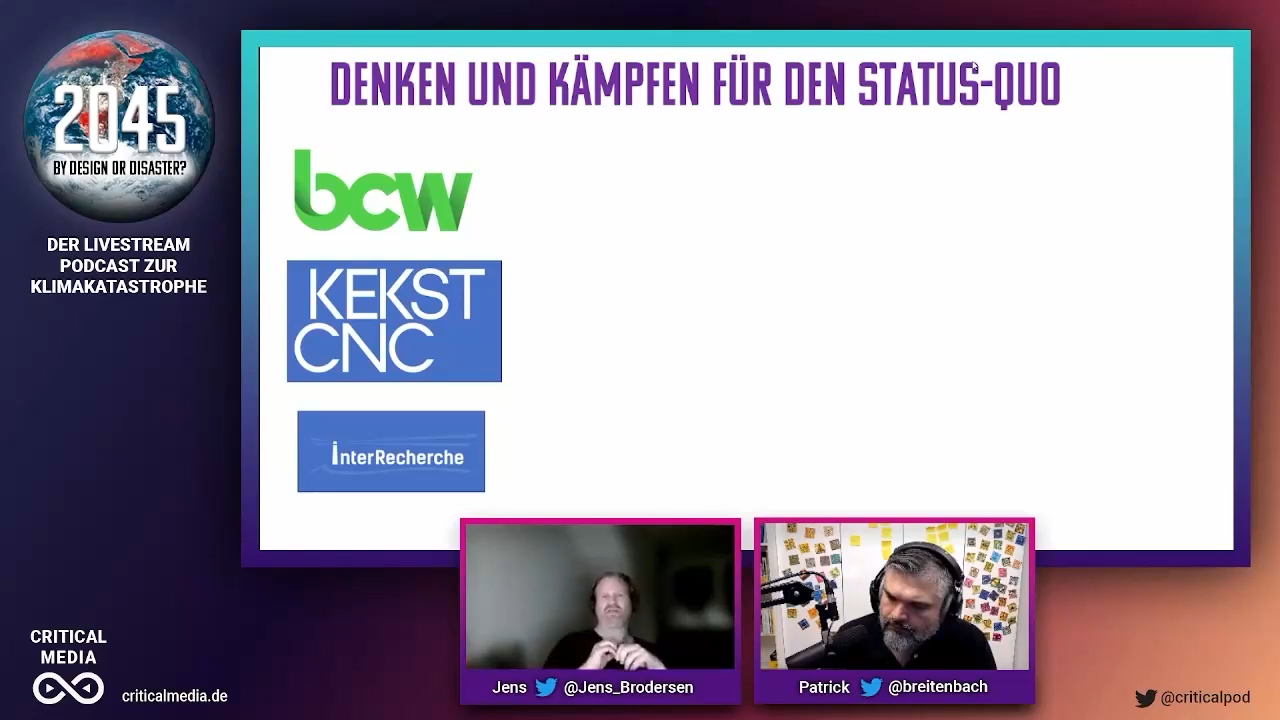 2045
BY DESIGN OR DISASTER?
DER LIVESTREAM
PODCAST ZUR
KLIMAKATASTROPHE
DENKEN UND KÄMPFEN FÜR DEN STATUS-QUO
bcw
KEKST
CNC
interRecherche
Jens @Jens_Brodersen
Patrick @breitenbach
CRITICAL
MEDIA
criticalmedia.de
@criticalpod